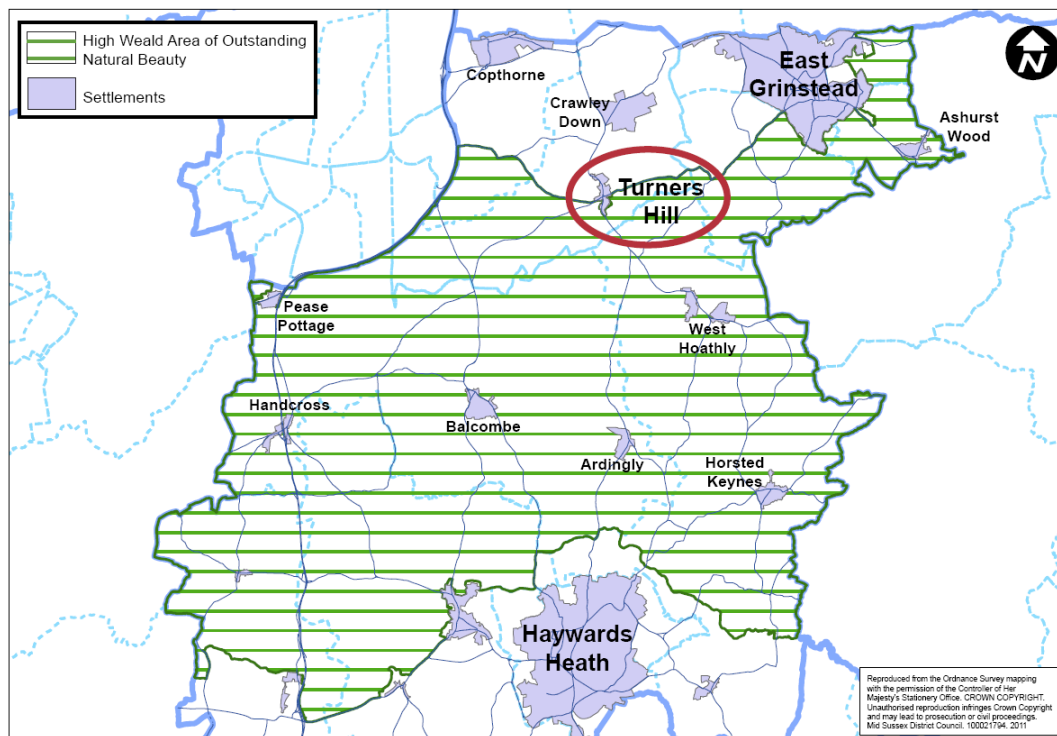 High Weald Area of Outstanding
Natural Beauty
Settlements
N
Copthorne
East
Grinstead
Crawley
Down
Ashurst
Wood
Turners
Hill
Pease
Pottage
West
Hoathly
Handcross
Balcombe
Ardingly
Horsted
Keynes
Haywards
Heath
Reproduced from the Ordnance Survey mapping
with the permission of the Controller of Her
Majesty's Stationery Office. CROWN COPYRIGHT.
Unauthorised reproduction infringes Crown Copyright
and may lead to prosecution or civil proceedings.
Mid Sussex District Council. 100021794. 2011